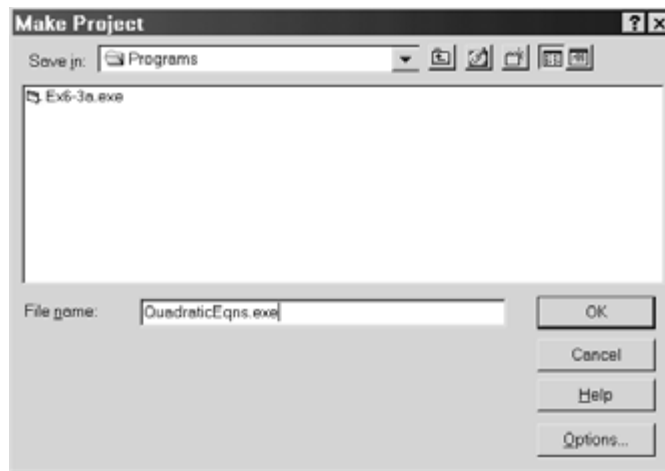 Make Project
Save in: Programs
Ex6-3a.exe
File name: QuadraticEqns.exe
OK
Cancel
Help
Options...